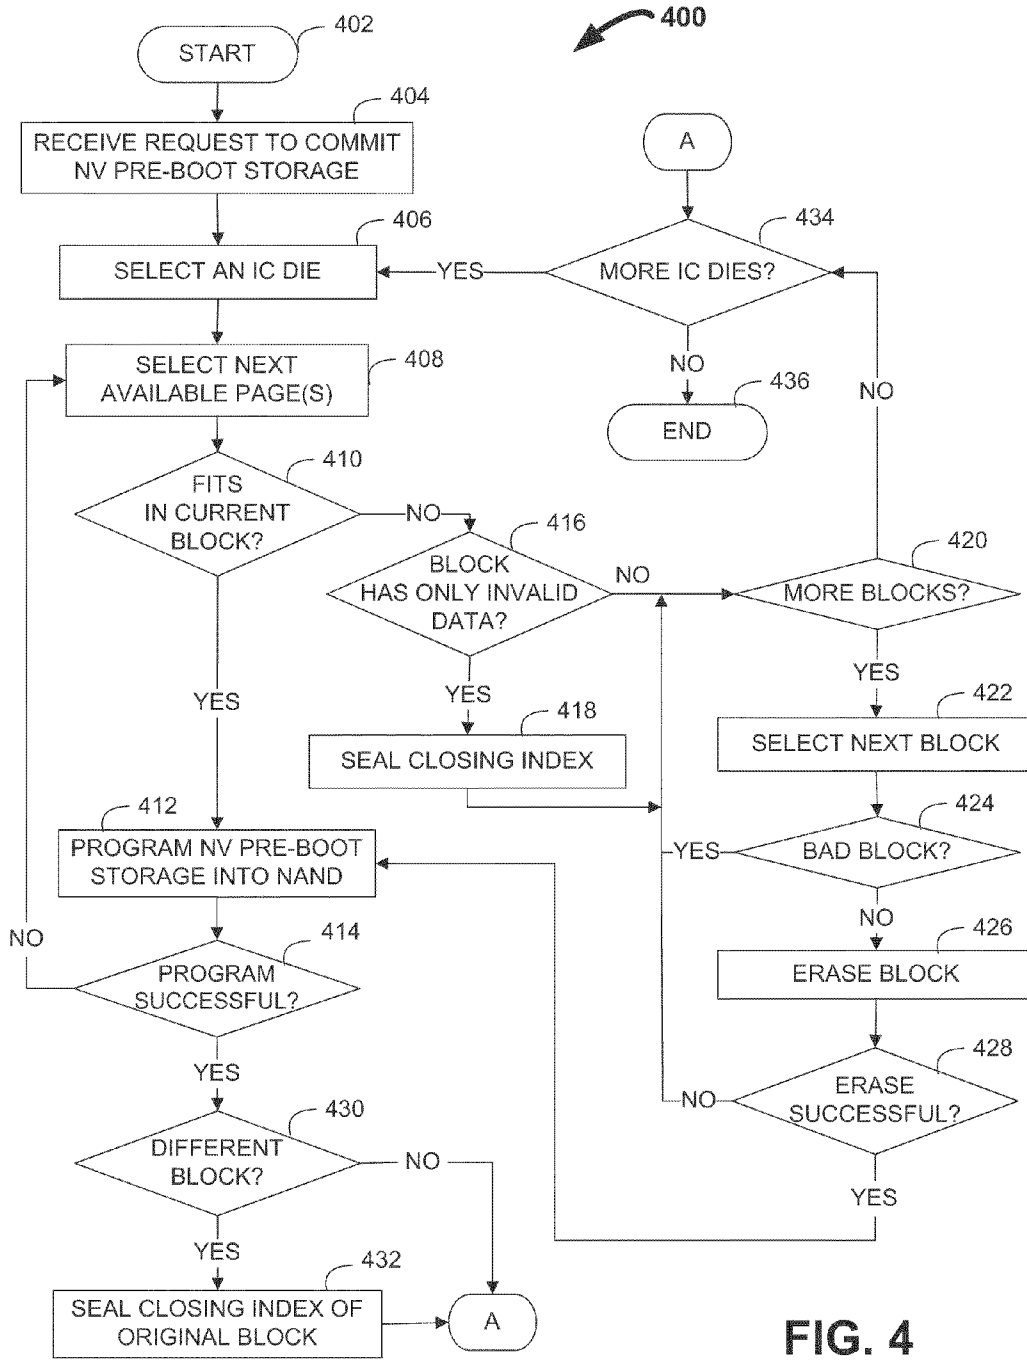 400
START
402
404
RECEIVE REQUEST TO COMMIT
NV PRE-BOOT STORAGE
A
406
SELECT AN IC DIE
YES
434
MORE IC DIES?
408
SELECT NEXT
AVAILABLE PAGE(S)
NO
436
END
NO
410
FITS
IN CURRENT
BLOCK?
NO
416
BLOCK
HAS ONLY INVALID
DATA?
NO
420
MORE BLOCKS?
YES
YES
YES
418
SEAL CLOSING INDEX
422
SELECT NEXT BLOCK
412
PROGRAM NV PRE-BOOT
STORAGE INTO NAND
424
BAD BLOCK?
YES
NO
NO
414
PROGRAM
SUCCESSFUL?
426
ERASE BLOCK
428
ERASE
SUCCESSFUL?
NO
YES
YES
430
DIFFERENT
BLOCK?
NO
YES
432
SEAL CLOSING INDEX OF
ORIGINAL BLOCK
A
FIG. 4